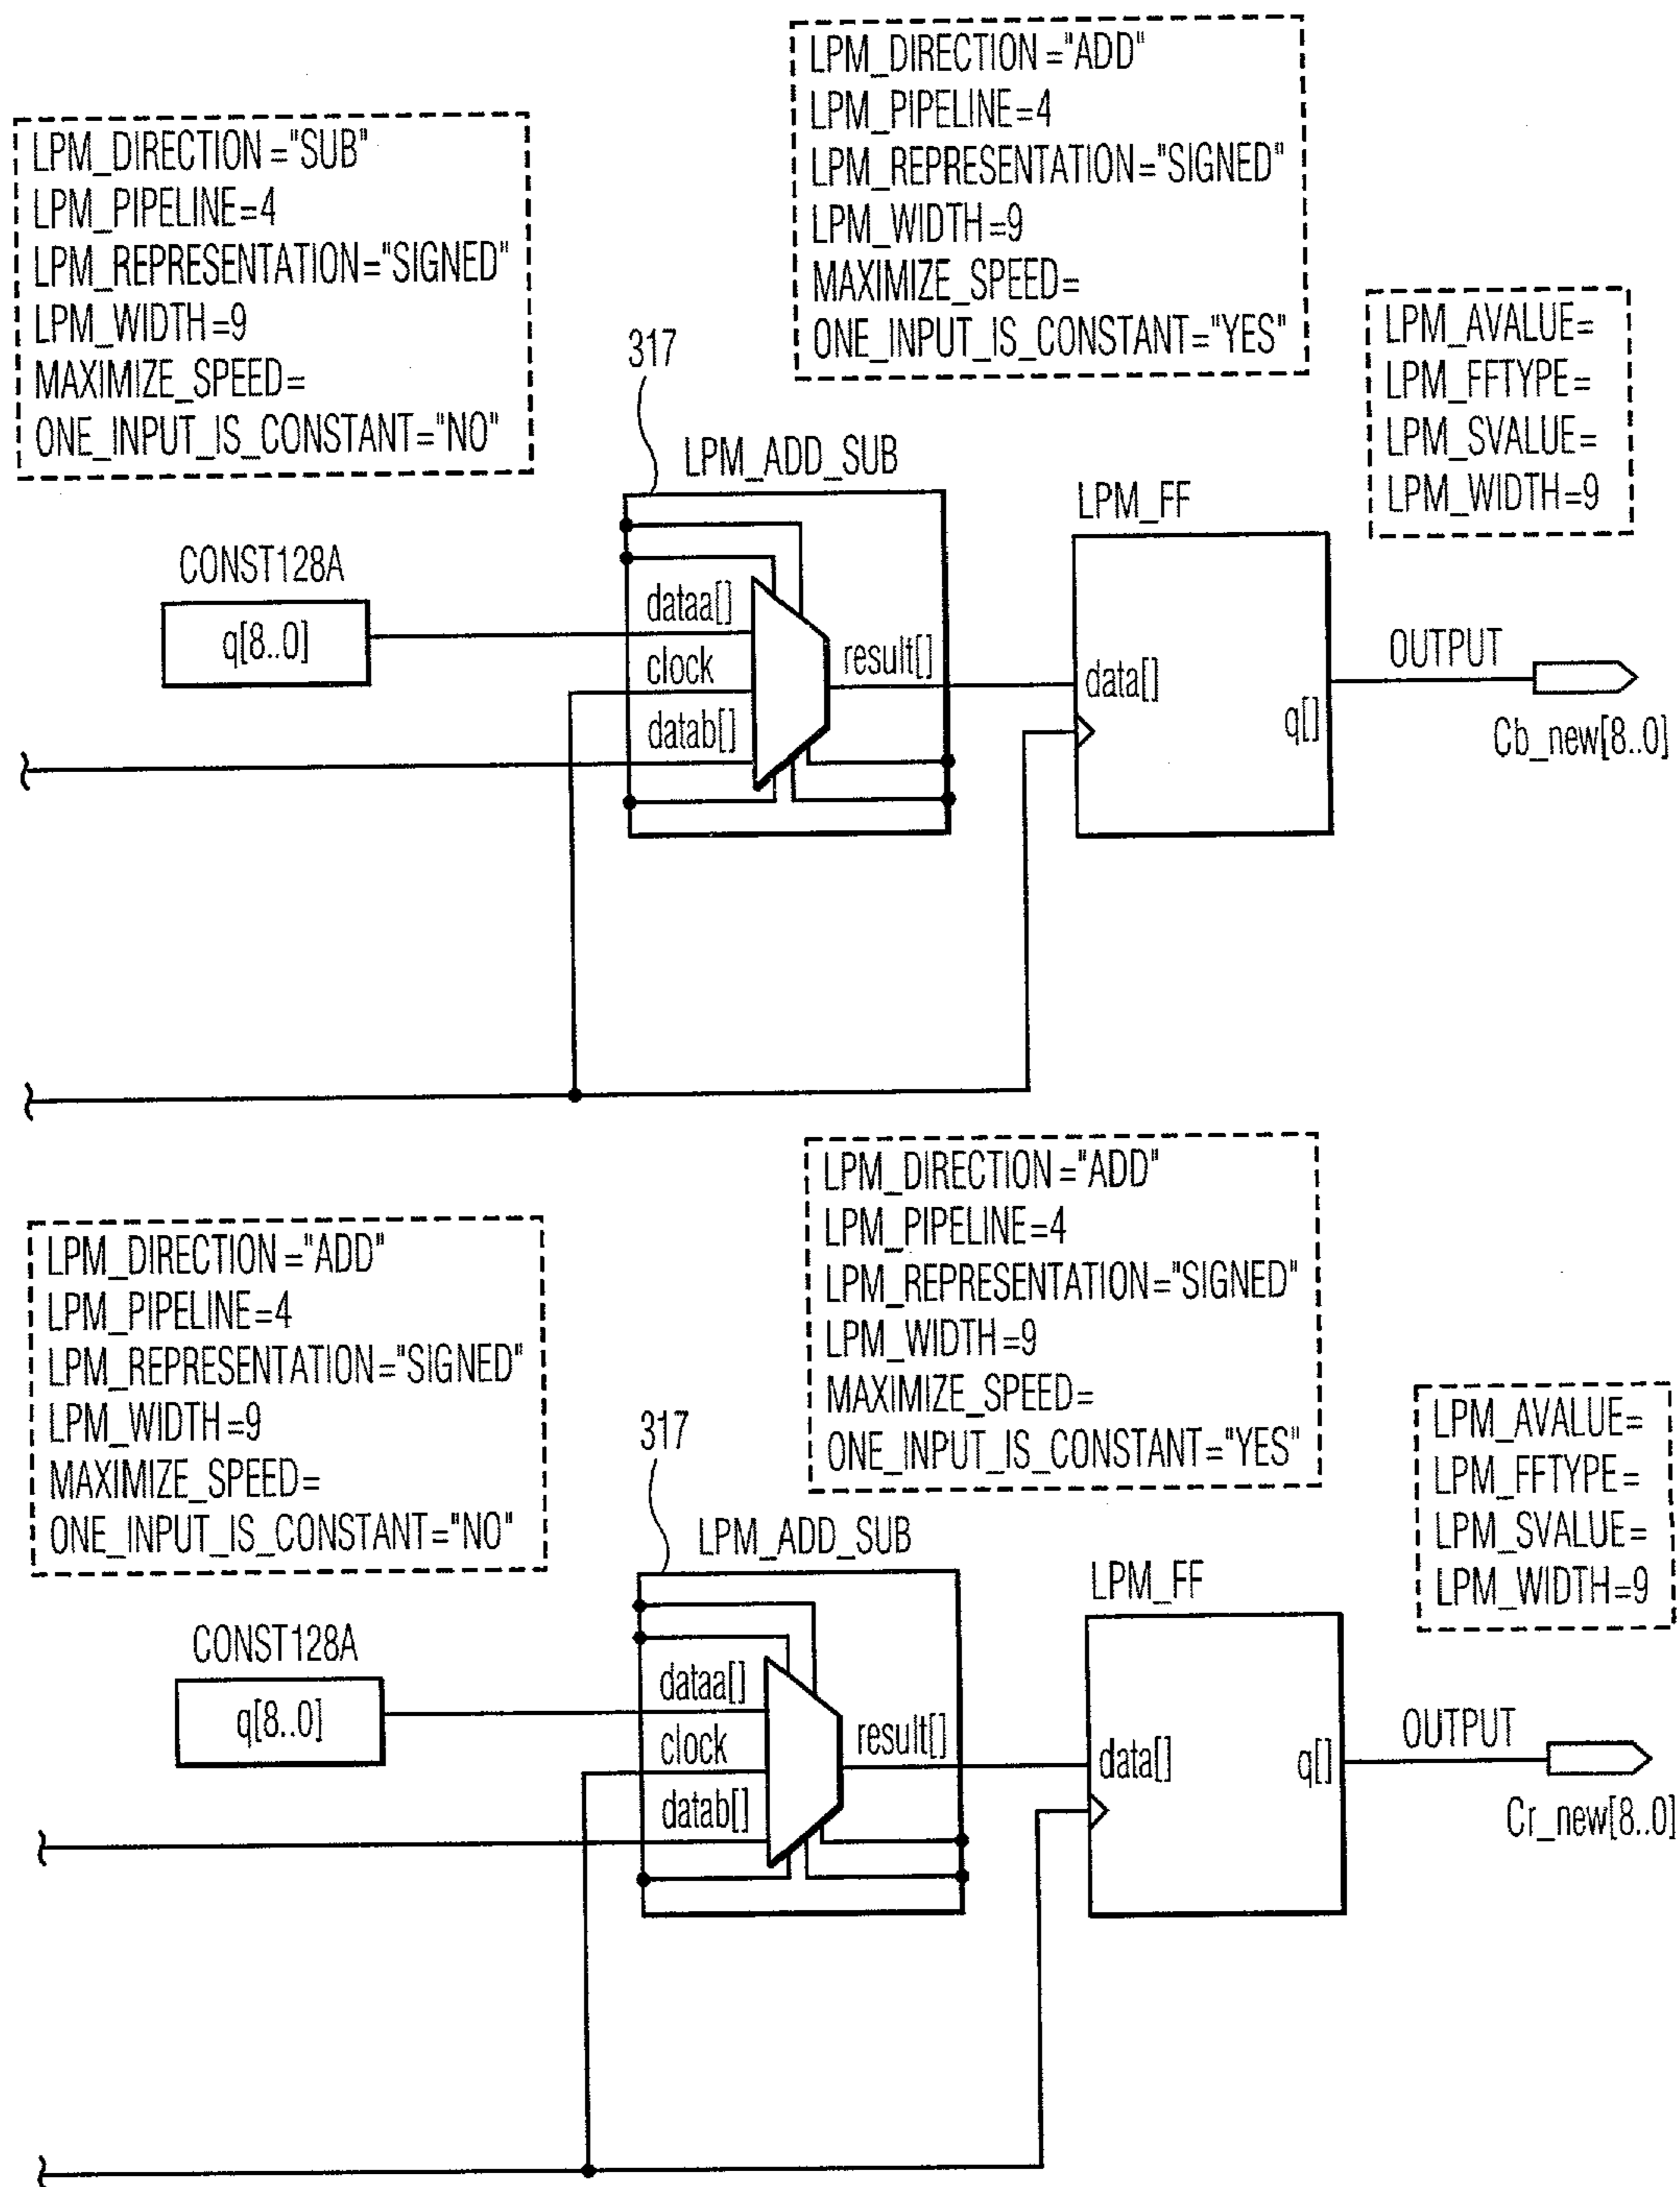 LPM_DIRECTION="ADD"
LPM_PIPELINE=4
LPM_REPRESENTATION="SIGNED"
LPM_WIDTH=9
MAXIMIZE_SPEED=
ONE_INPUT_IS_CONSTANT="YES"
LPM_DIRECTION="SUB"
LPM_PIPELINE=4
LPM_REPRESENTATION="SIGNED"
LPM_WIDTH=9
MAXIMIZE_SPEED=
ONE_INPUT_IS_CONSTANT="NO"
LPM_AVALUE=
LPM_FFTYPE=
LPM_SVALUE=
LPM_WIDTH=9
317
LPM_ADD_SUB
LPM_FF
CONST128A
q[8..0]
dataa[]
clock
datab[]
result[]
data[]
q[]
OUTPUT
Cb_new[8..0]
LPM_DIRECTION="ADD"
LPM_PIPELINE=4
LPM_REPRESENTATION="SIGNED"
LPM_WIDTH=9
MAXIMIZE_SPEED=
ONE_INPUT_IS_CONSTANT="YES"
LPM_DIRECTION="ADD"
LPM_PIPELINE=4
LPM_REPRESENTATION="SIGNED"
LPM_WIDTH=9
MAXIMIZE_SPEED=
ONE_INPUT_IS_CONSTANT="NO"
LPM_AVALUE=
LPM_FFTYPE=
LPM_SVALUE=
LPM_WIDTH=9
317
LPM_ADD_SUB
LPM_FF
CONST128A
q[8..0]
dataa[]
clock
datab[]
result[]
data[]
q[]
OUTPUT
Cr_new[8..0]